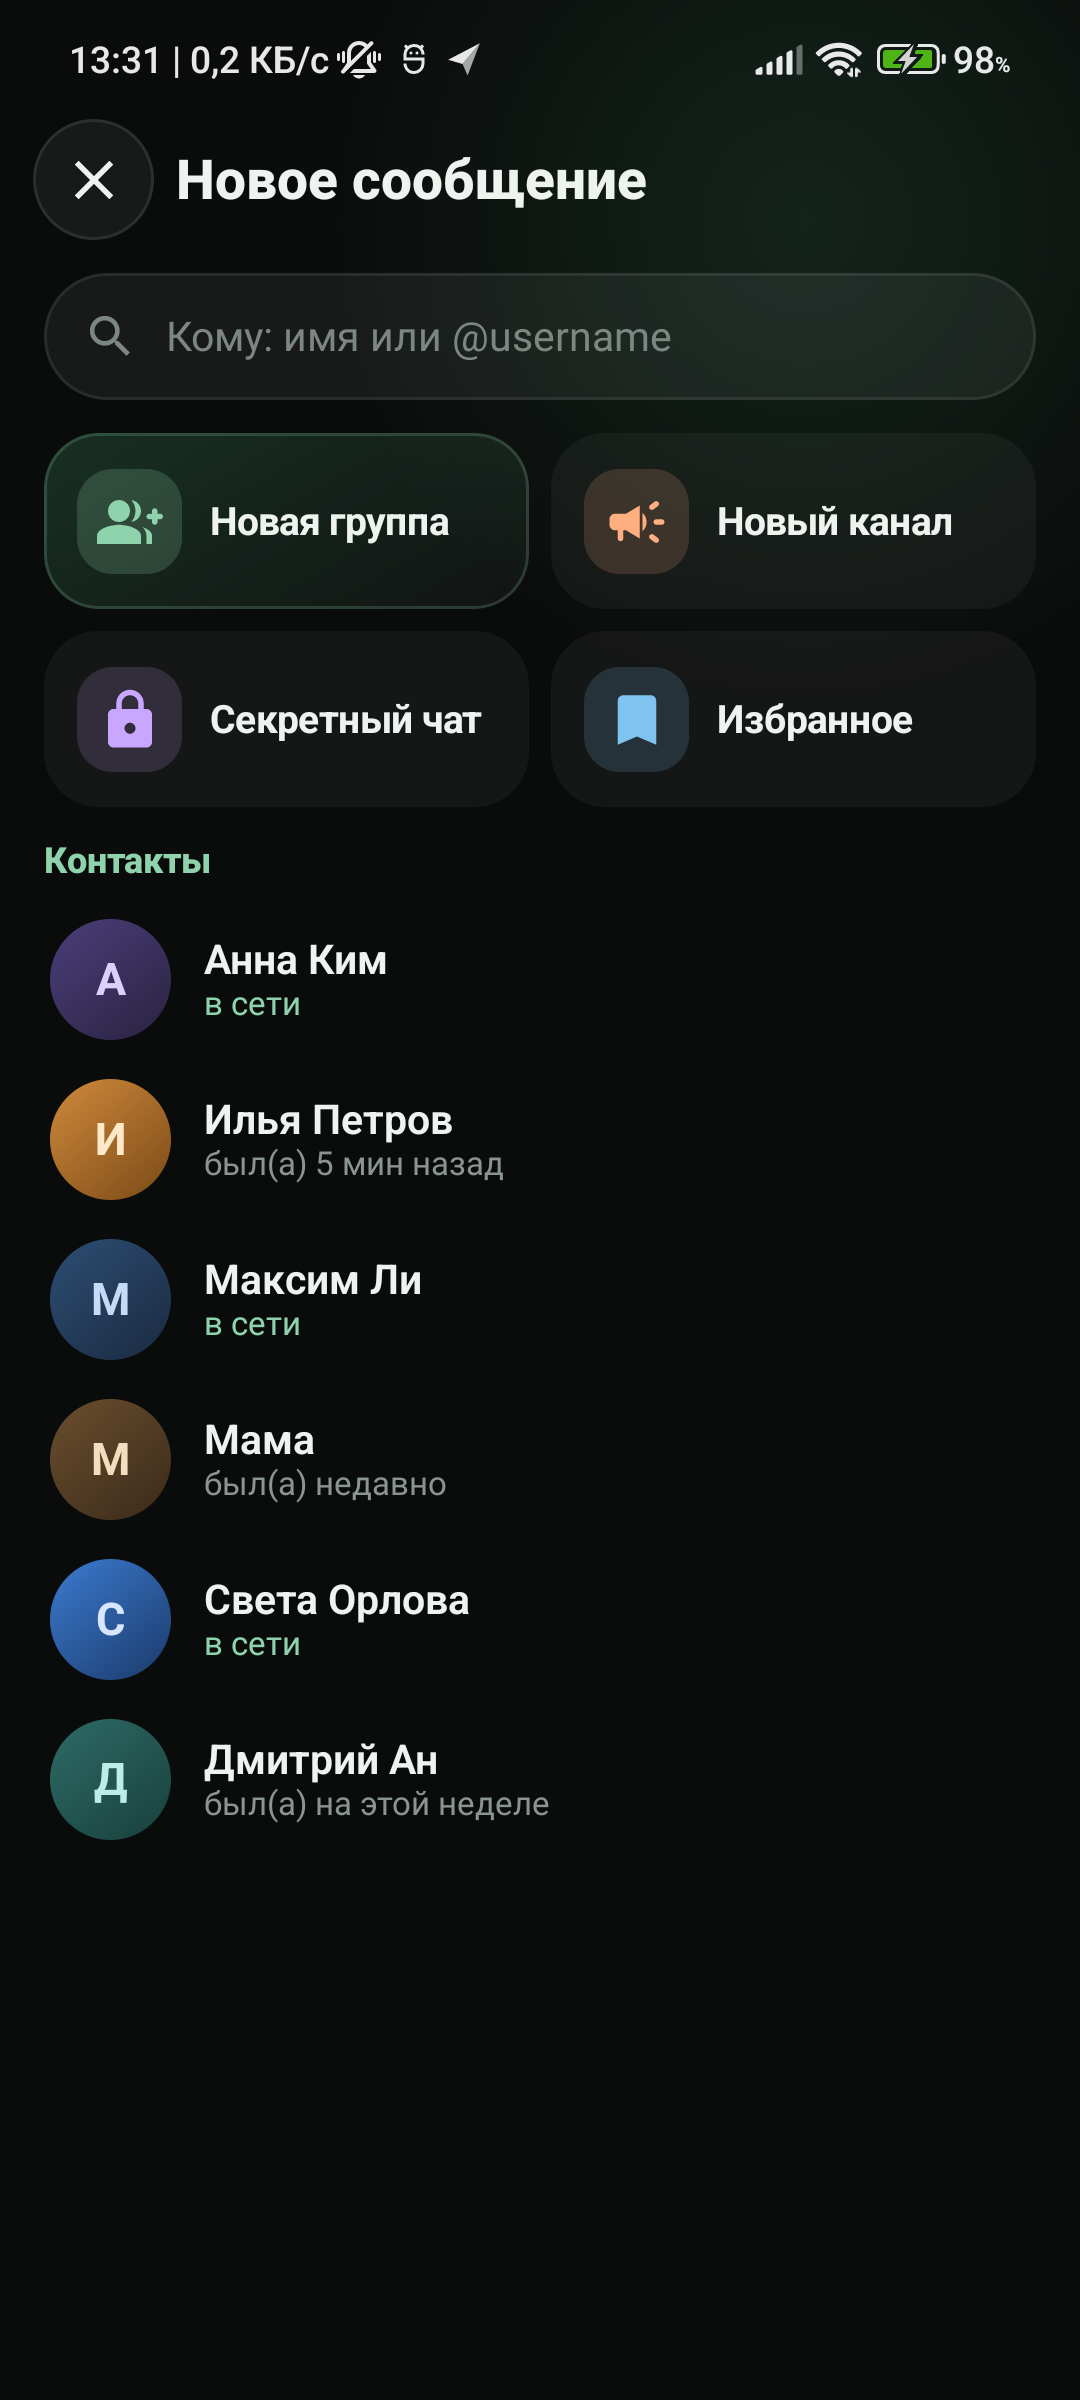 13:31 | 0,2 КБ/с 98%
Новое сообщение
Кому: имя или @username
Новая группа
Новый канал
Секретный чат
Избранное
Контакты
А
Анна Ким
в сети
И
Илья Петров
был(а) 5 мин назад
М
Максим Ли
в сети
М
Мама
был(а) недавно
С
Света Орлова
в сети
Д
Дмитрий Ан
был(а) на этой неделе